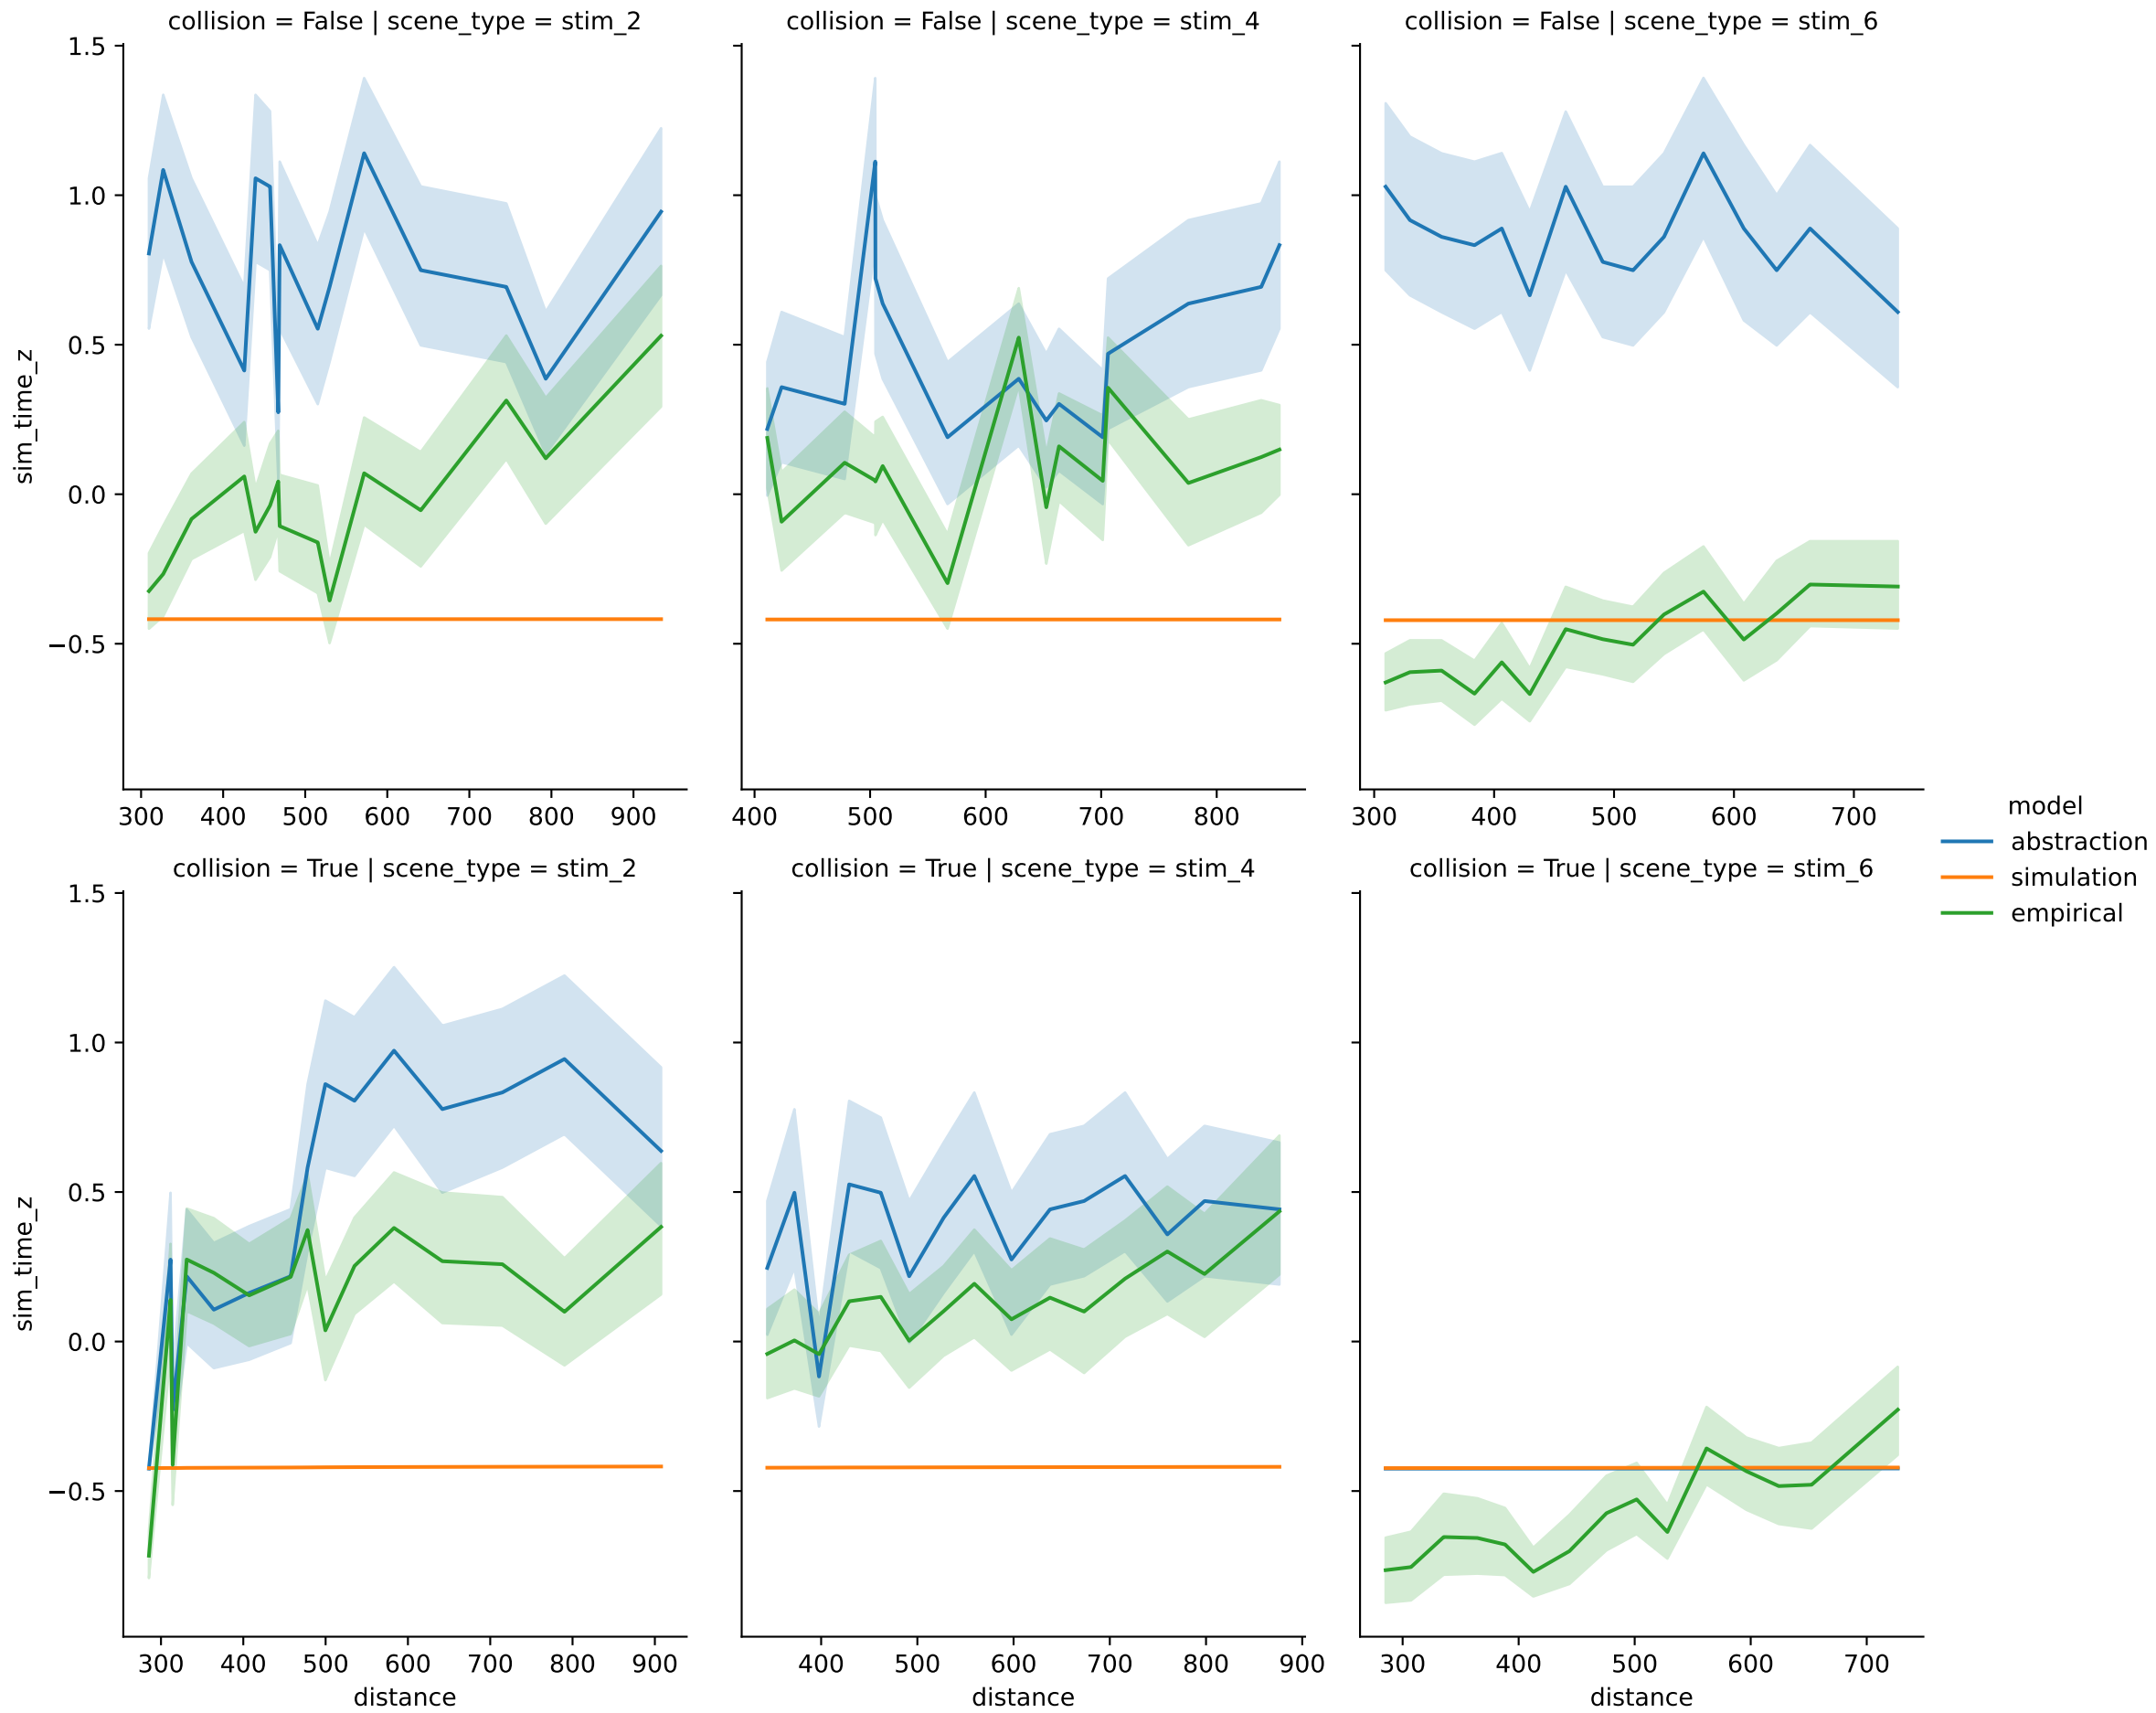 collision = False | scene_type = stim_2
collision = False | scene_type = stim_4
collision = False | scene_type = stim_6
1.5
1.0
0.5
0.0
−0.5
sim_time_z
300 400 500 600 700 800 900
400 500 600 700 800
300 400 500 600 700
model
abstraction
simulation
empirical
collision = True | scene_type = stim_2
collision = True | scene_type = stim_4
collision = True | scene_type = stim_6
1.5
1.0
0.5
0.0
−0.5
sim_time_z
300 400 500 600 700 800 900
400 500 600 700 800 900
300 400 500 600 700
distance
distance
distance